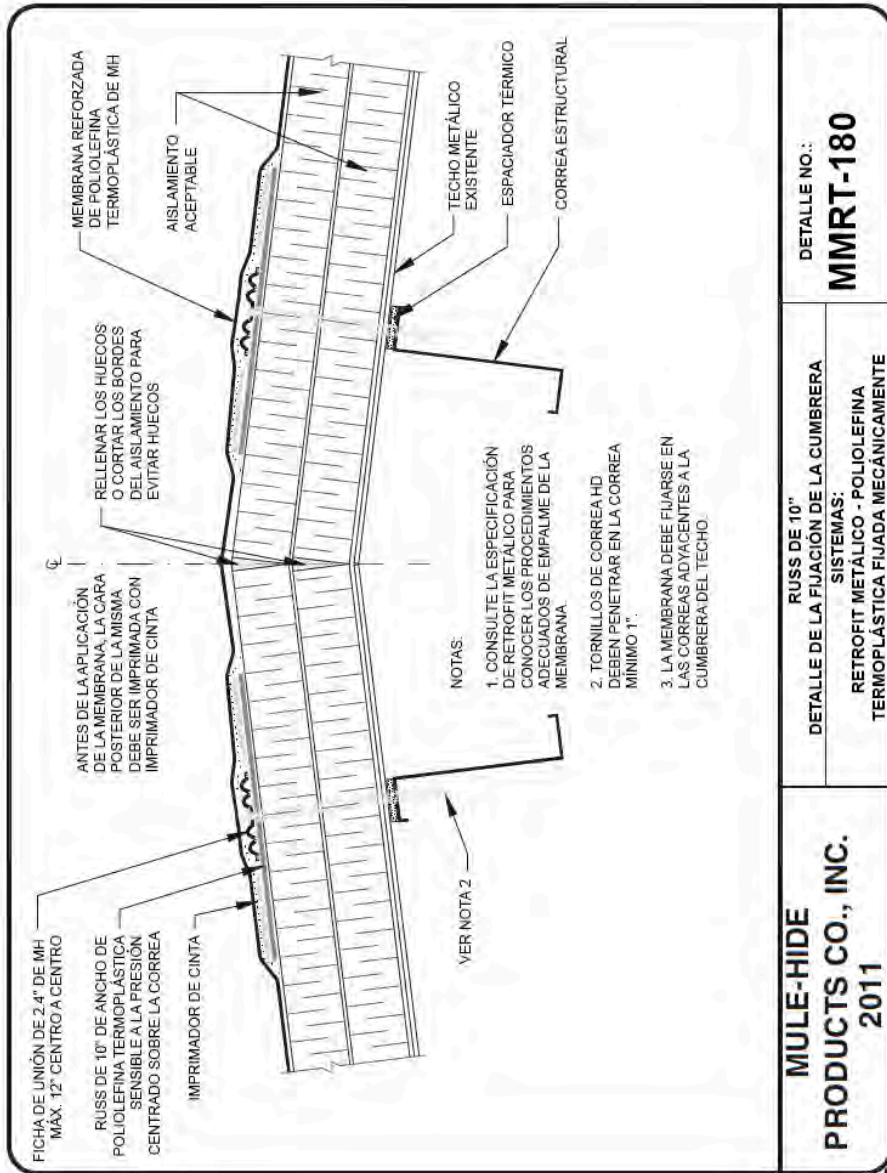 FICHA DE UNIÓN DE 2.4" DE MH
MÁX. 12" CENTRO A CENTRO
RUSS DE 10" DE ANCHO DE
POLIOLEFINA TERMOPLÁSTICA
SENSIBLE A LA PRESIÓN
CENTRADO SOBRE LA CORREA
IMPRIMADOR DE CINTA
ANTES DE LA APLICACIÓN
DE LA MEMBRANA, LA CARA
POSTERIOR DE LA MISMA
DEBE SER IMPRIMADA CON
IMPRIMADOR DE CINTA
CL
RELLENAR LOS HUECOS
O CORTAR LOS BORDES
DEL AISLAMIENTO PARA
EVITAR HUECOS
MEMBRANA REFORZADA
DE POLIOLEFINA
TERMOPLÁSTICA DE MH
AISLAMIENTO
ACEPTABLE
TECHO METÁLICO
EXISTENTE
ESPACIADOR TÉRMICO
CORREA ESTRUCTURAL
VER NOTA 2
NOTAS:
1. CONSULTE LA ESPECIFICACIÓN
DE RETROFIT METÁLICO PARA
CONOCER LOS PROCEDIMIENTOS
ADECUADOS DE EMPALME DE LA
MEMBRANA.
2. TORNILLOS DE CORREA HD
DEBEN PENETRAR EN LA CORREA
MÍNIMO 1".
3. LA MEMBRANA DEBE FIJARSE EN
LAS CORREAS ADYACENTES A LA
CUMBRERA DEL TECHO.
MULE-HIDE
PRODUCTS CO., INC.
2011
RUSS DE 10"
DETALLE DE LA FIJACIÓN DE LA CUMBRERA
SISTEMAS:
RETROFIT METÁLICO - POLIOLEFINA
TERMOPLÁSTICA FIJADA MECÁNICAMENTE
DETALLE NO.:
MMRT-180